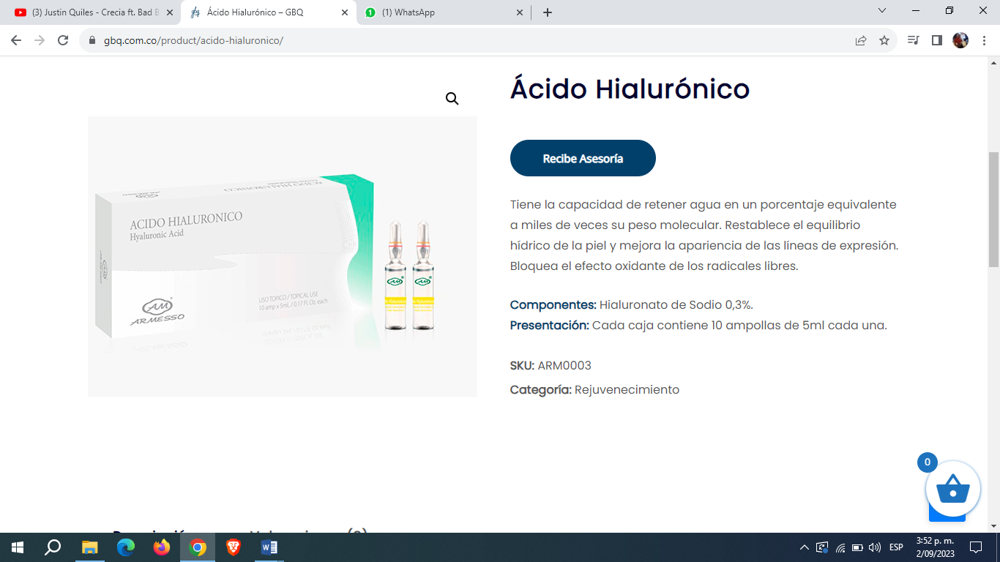 (3) Justin Quiles - Crecia ft. Bad B
Ácido Hialurónico – GBQ
(1) WhatsApp
gbq.com.co/product/acido-hialuronico/
Ácido Hialurónico
Recibe Asesoría
Tiene la capacidad de retener agua en un porcentaje equivalente
a miles de veces su peso molecular. Restablece el equilibrio
hídrico de la piel y mejora la apariencia de las líneas de expresión.
Bloquea el efecto oxidante de los radicales libres.
Componentes: Hialuronato de Sodio 0,3%.
Presentación: Cada caja contiene 10 ampollas de 5ml cada una.
SKU: ARM0003
Categoría: Rejuvenecimiento
ACIDO HIALURONICO
Hyaluronic Acid
AM
ARMESSO
USO TOPICO / TOPICAL USE
10 amp x 5mL / 0.17 Fl. Oz. each
AM
AM
0
ESP
3:52 p. m.
2/09/2023